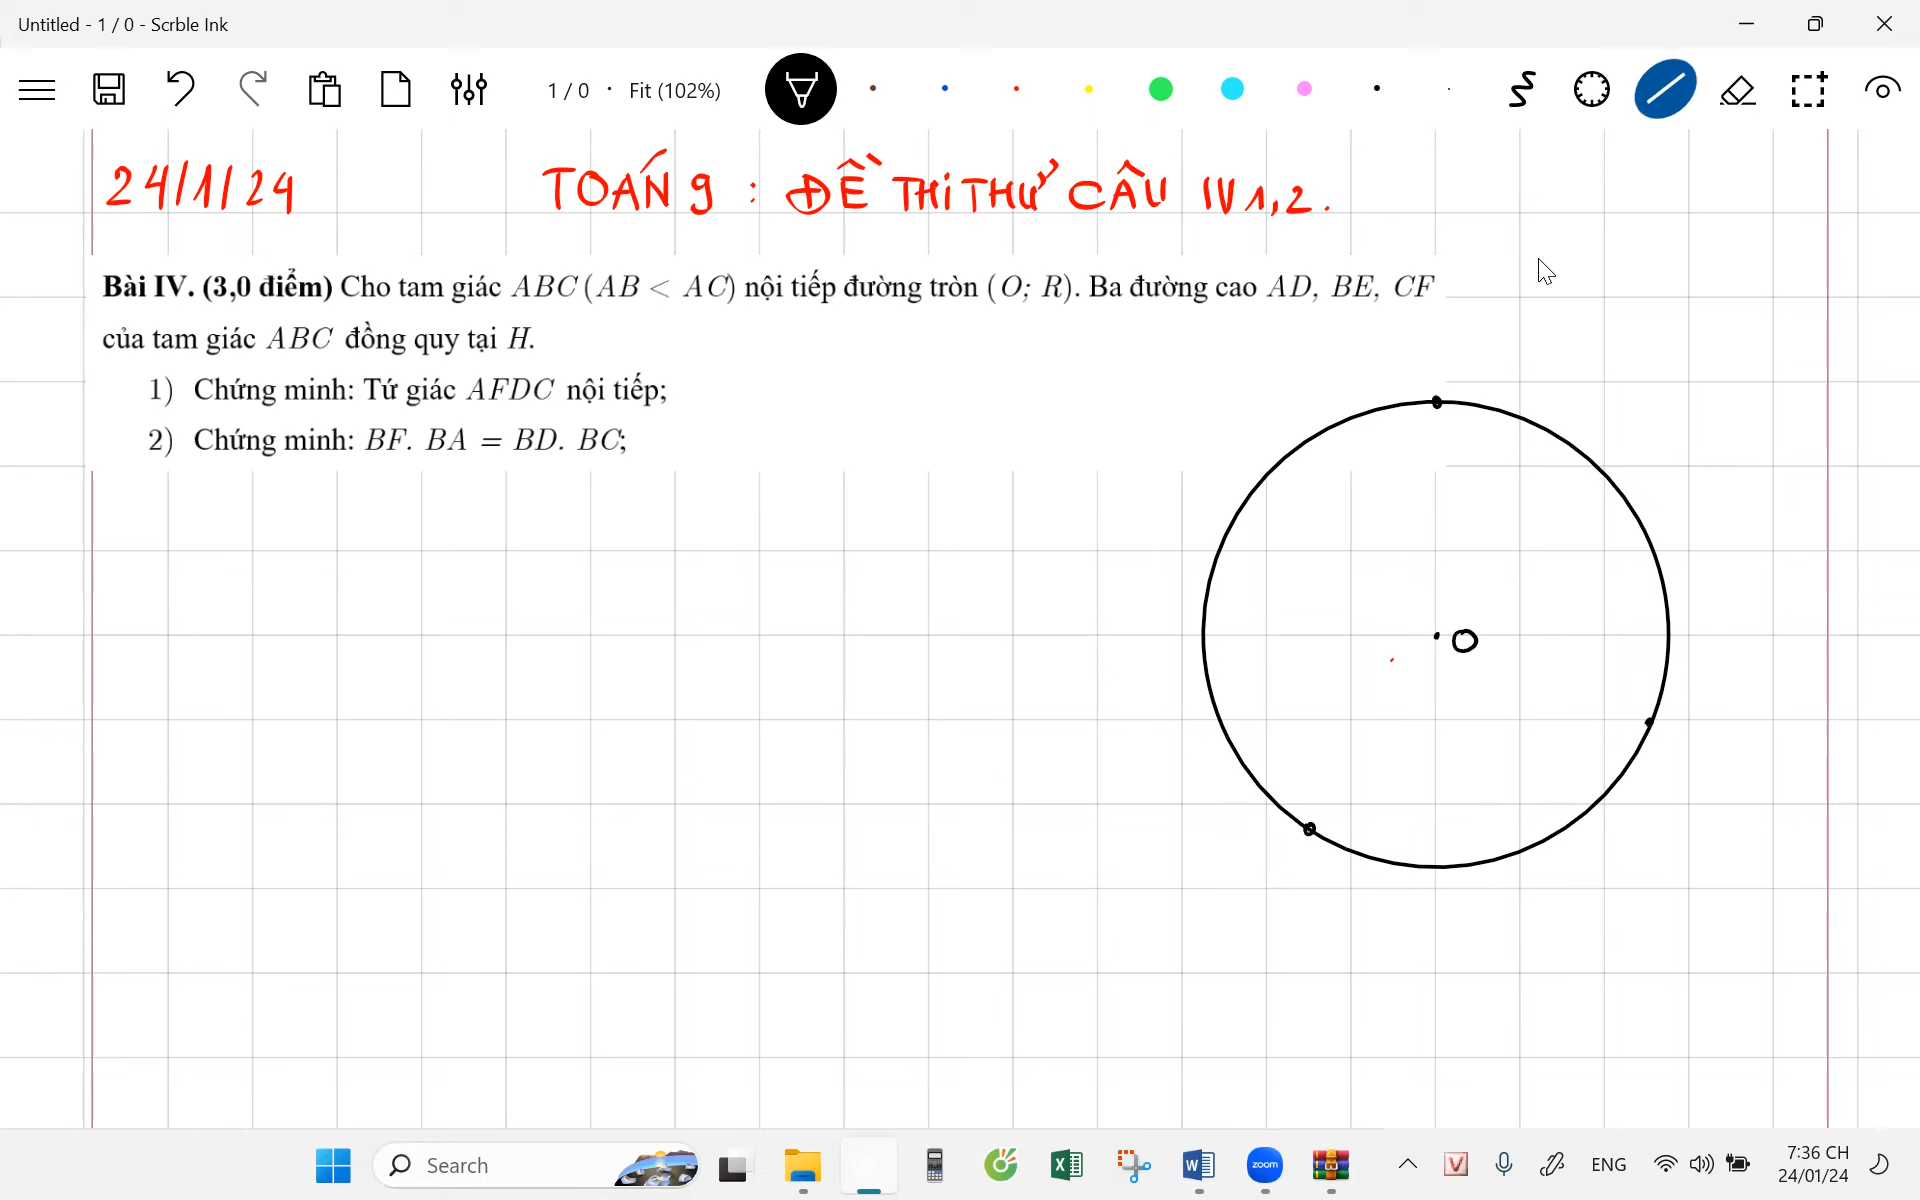 Untitled - 1 / 0 - Scrble Ink
1 / 0 · Fit (102%)
24/1/24 TOÁN 9 : ĐỀ THI THỬ CÂU IV 1,2.
Bài IV. (3,0 điểm) Cho tam giác ABC (AB < AC) nội tiếp đường tròn (O; R). Ba đường cao AD, BE, CF
của tam giác ABC đồng quy tại H.
1) Chứng minh: Tứ giác AFDC nội tiếp;
2) Chứng minh: BF. BA = BD. BC;
O
Search
zoom
ENG
7:36 CH
24/01/24